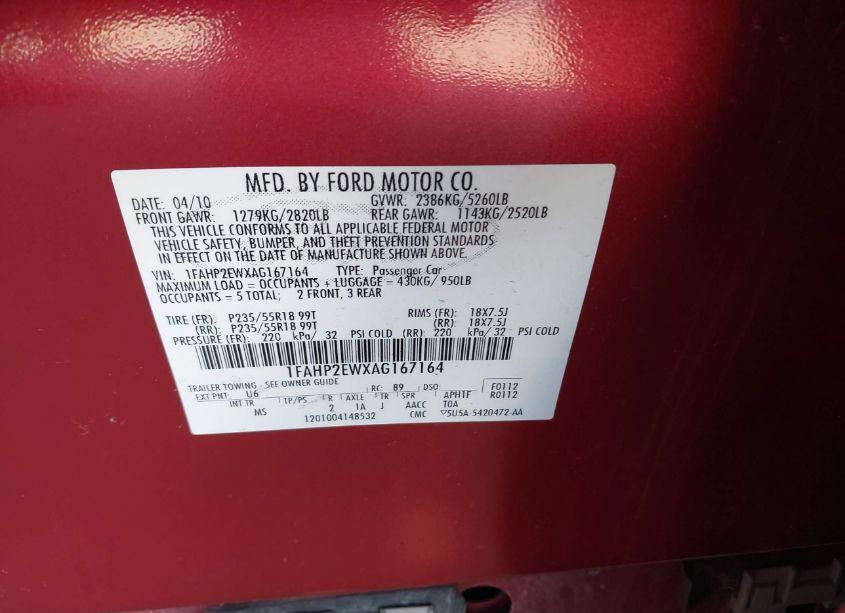 MFD. BY FORD MOTOR CO.
DATE: 04/10 GVWR: 2386KG/5260LB
FRONT GAWR: 1279KG/2820LB REAR GAWR: 1143KG/2520LB
THIS VEHICLE CONFORMS TO ALL APPLICABLE FEDERAL MOTOR
VEHICLE SAFETY, BUMPER, AND THEFT PREVENTION STANDARDS
IN EFFECT ON THE DATE OF MANUFACTURE SHOWN ABOVE.
VIN: 1FAHP2EWXAG167164 TYPE: Passenger Car
MAXIMUM LOAD = OCCUPANTS + LUGGAGE = 430KG/950LB
OCCUPANTS = 5 TOTAL; 2 FRONT, 3 REAR
TIRE (FR): P235/55R18 99T RIMS (FR): 18X7.5J
(RR): P235/55R18 99T (RR): 18X7.5J
PRESSURE (FR): 220 kPa/ 32 PSI COLD (RR): 220 kPa/ 32 PSI COLD
1FAHP2EWXAG167164
TRAILER TOWING - SEE OWNER GUIDE F0112
EXT PNT: U6 RC: 89 DSO: R0112
INT TR TP/PS R AXLE TR SPR APH1F
MS 2 1A J AACC TOA
1201004148532 CMC 5U5A-5420472-AA